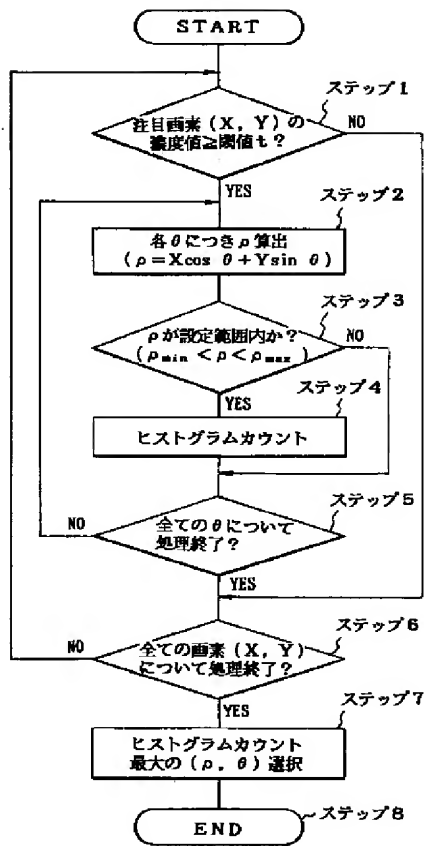 START
ステップ1
注目画素 (X, Y) の
濃度値≧閾値 t ?
NO
YES
ステップ2
各θにつきρ算出
(ρ=Xcos θ+Ysin θ)
ステップ3
ρが設定範囲内か?
(ρmin<ρ<ρmax)
NO
YES
ステップ4
ヒストグラムカウント
ステップ5
全てのθについて
処理終了?
NO
YES
ステップ6
全ての画素 (X, Y)
について処理終了?
NO
YES
ステップ7
ヒストグラムカウント
最大の (ρ, θ) 選択
ステップ8
END